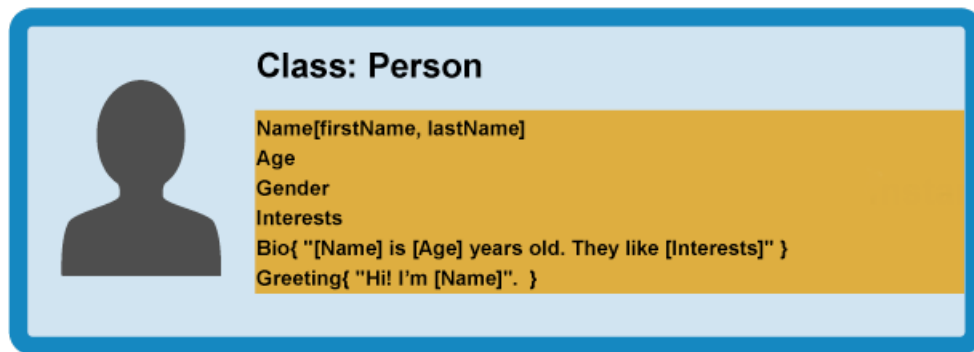 Class: Person
Name[firstName, lastName]
Age
Gender
Interests
Bio{ "[Name] is [Age] years old. They like [Interests]" }
Greeting{ "Hi! I'm [Name]".  }